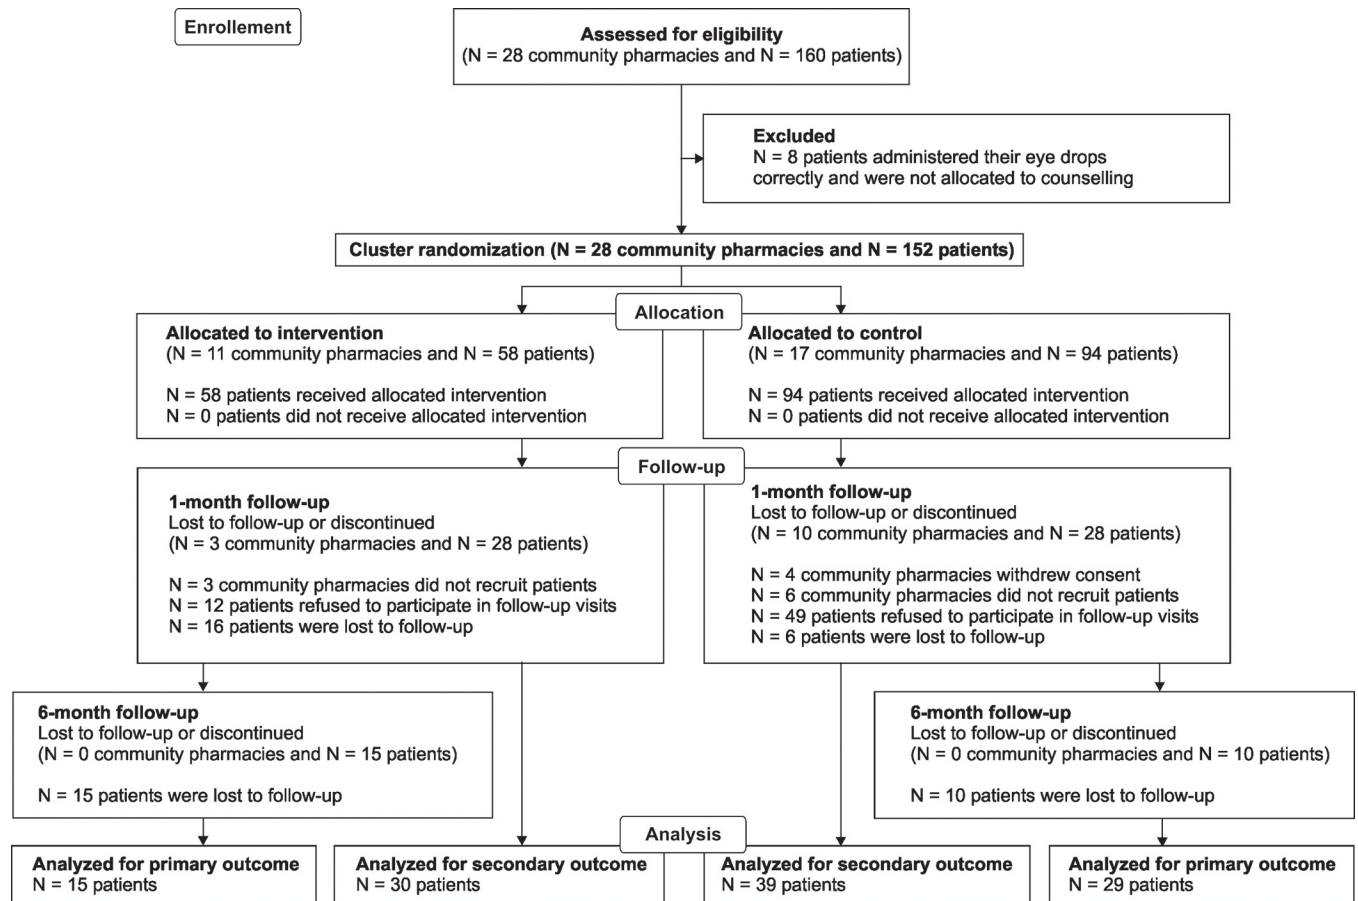 Enrollement
Assessed for eligibility
(N = 28 community pharmacies and N = 160 patients)
Excluded
N = 8 patients administered their eye drops
correctly and were not allocated to counselling
Cluster randomization (N = 28 community pharmacies and N = 152 patients)
Allocation
Allocated to intervention
(N = 11 community pharmacies and N = 58 patients)
N = 58 patients received allocated intervention
N = 0 patients did not receive allocated intervention
Allocated to control
(N = 17 community pharmacies and N = 94 patients)
N = 94 patients received allocated intervention
N = 0 patients did not receive allocated intervention
Follow-up
1-month follow-up
Lost to follow-up or discontinued
(N = 3 community pharmacies and N = 28 patients)
N = 3 community pharmacies did not recruit patients
N = 12 patients refused to participate in follow-up visits
N = 16 patients were lost to follow-up
1-month follow-up
Lost to follow-up or discontinued
(N = 10 community pharmacies and N = 28 patients)
N = 4 community pharmacies withdrew consent
N = 6 community pharmacies did not recruit patients
N = 49 patients refused to participate in follow-up visits
N = 6 patients were lost to follow-up
6-month follow-up
Lost to follow-up or discontinued
(N = 0 community pharmacies and N = 15 patients)
N = 15 patients were lost to follow-up
6-month follow-up
Lost to follow-up or discontinued
(N = 0 community pharmacies and N = 10 patients)
N = 10 patients were lost to follow-up
Analysis
Analyzed for primary outcome
N = 15 patients
Analyzed for secondary outcome
N = 30 patients
Analyzed for secondary outcome
N = 39 patients
Analyzed for primary outcome
N = 29 patients